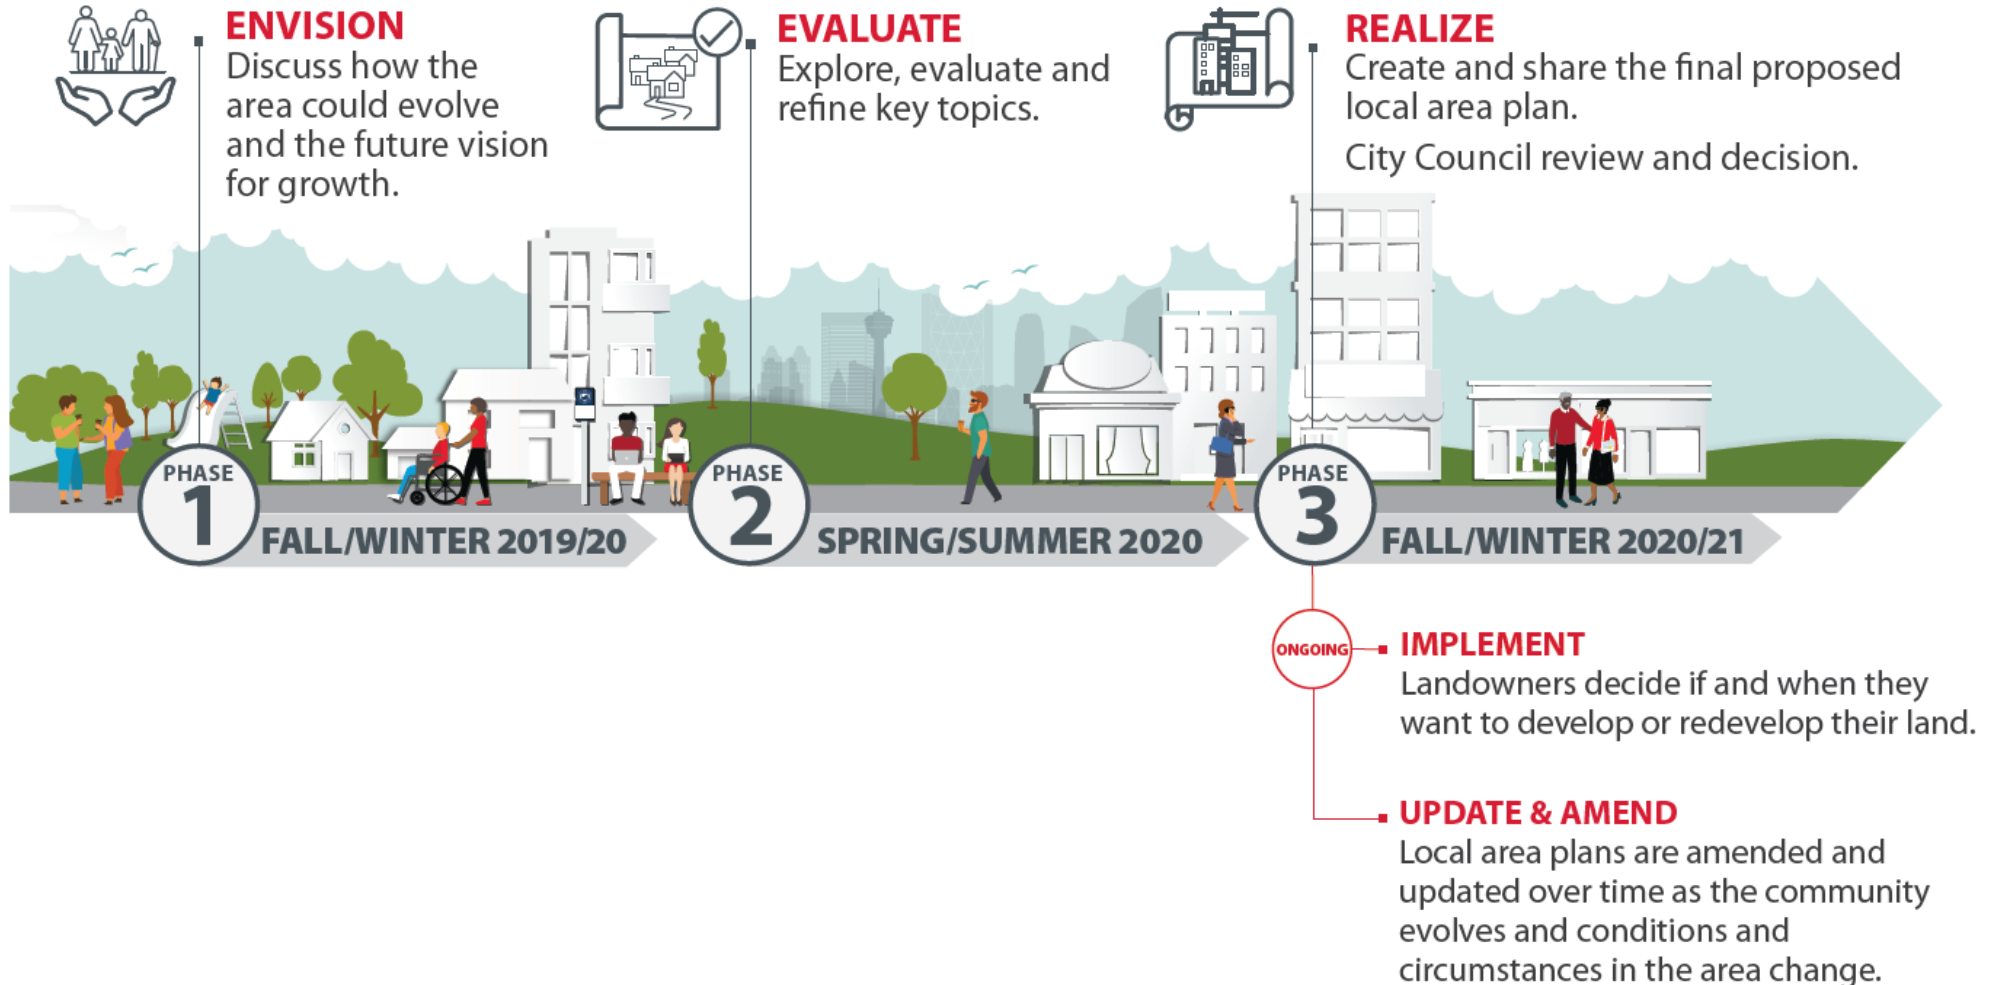 ENVISION
Discuss how the
area could evolve
and the future vision
for growth.
EVALUATE
Explore, evaluate and
refine key topics.
REALIZE
Create and share the final proposed
local area plan.
City Council review and decision.
PHASE
1
FALL/WINTER 2019/20
PHASE
2
SPRING/SUMMER 2020
PHASE
3
FALL/WINTER 2020/21
ONGOING
IMPLEMENT
Landowners decide if and when they
want to develop or redevelop their land.
UPDATE & AMEND
Local area plans are amended and
updated over time as the community
evolves and conditions and
circumstances in the area change.